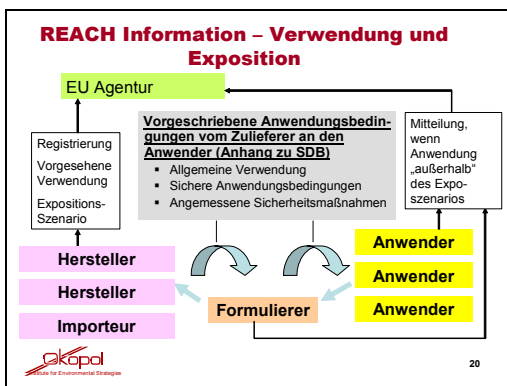 REACH Information – Verwendung und
Exposition
EU Agentur
Registrierung
Vorgesehene
Verwendung
Expositions-
Szenario
Vorgeschriebene Anwendungsbedin-
gungen vom Zulieferer an den
Anwender (Anhang zu SDB)
▪ Allgemeine Verwendung
▪ Sichere Anwendungsbedingungen
▪ Angemessene Sicherheitsmaßnahmen
Mitteilung,
wenn
Anwendung
„außerhalb"
des Expo-
szenarios
Hersteller
Hersteller
Importeur
Formulierer
Anwender
Anwender
Anwender
Ökopol
Institute for Environmental Strategies
20